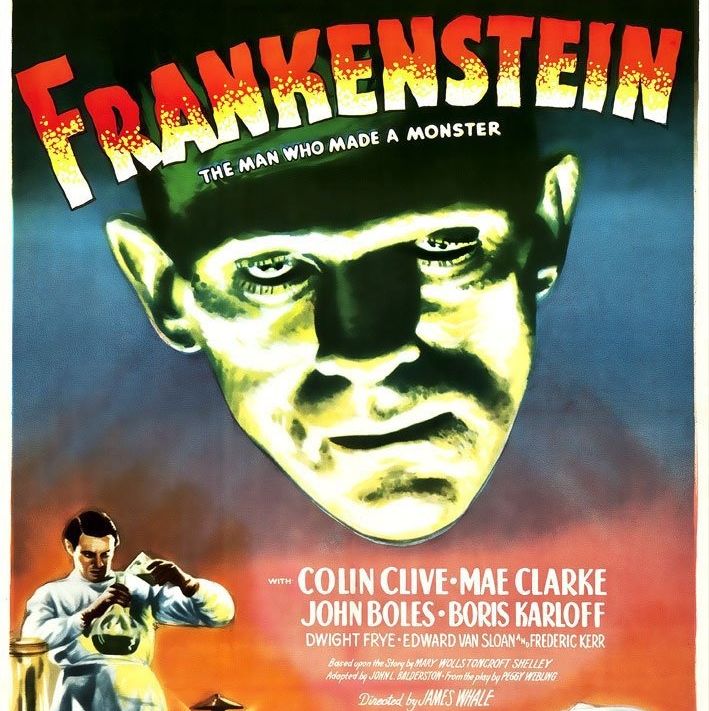 FRANKENSTEIN
THE MAN WHO MADE A MONSTER
WITH COLIN CLIVE · MAE CLARKE
JOHN BOLES · BORIS KARLOFF
DWIGHT FRYE · EDWARD VAN SLOAN AND FREDERIC KERR
Based upon the Story by MARY WOLLSTONCROFT SHELLEY
Adapted by JOHN L. BALDERSTON · From the play by PEGGY WEBLING
Directed by JAMES WHALE